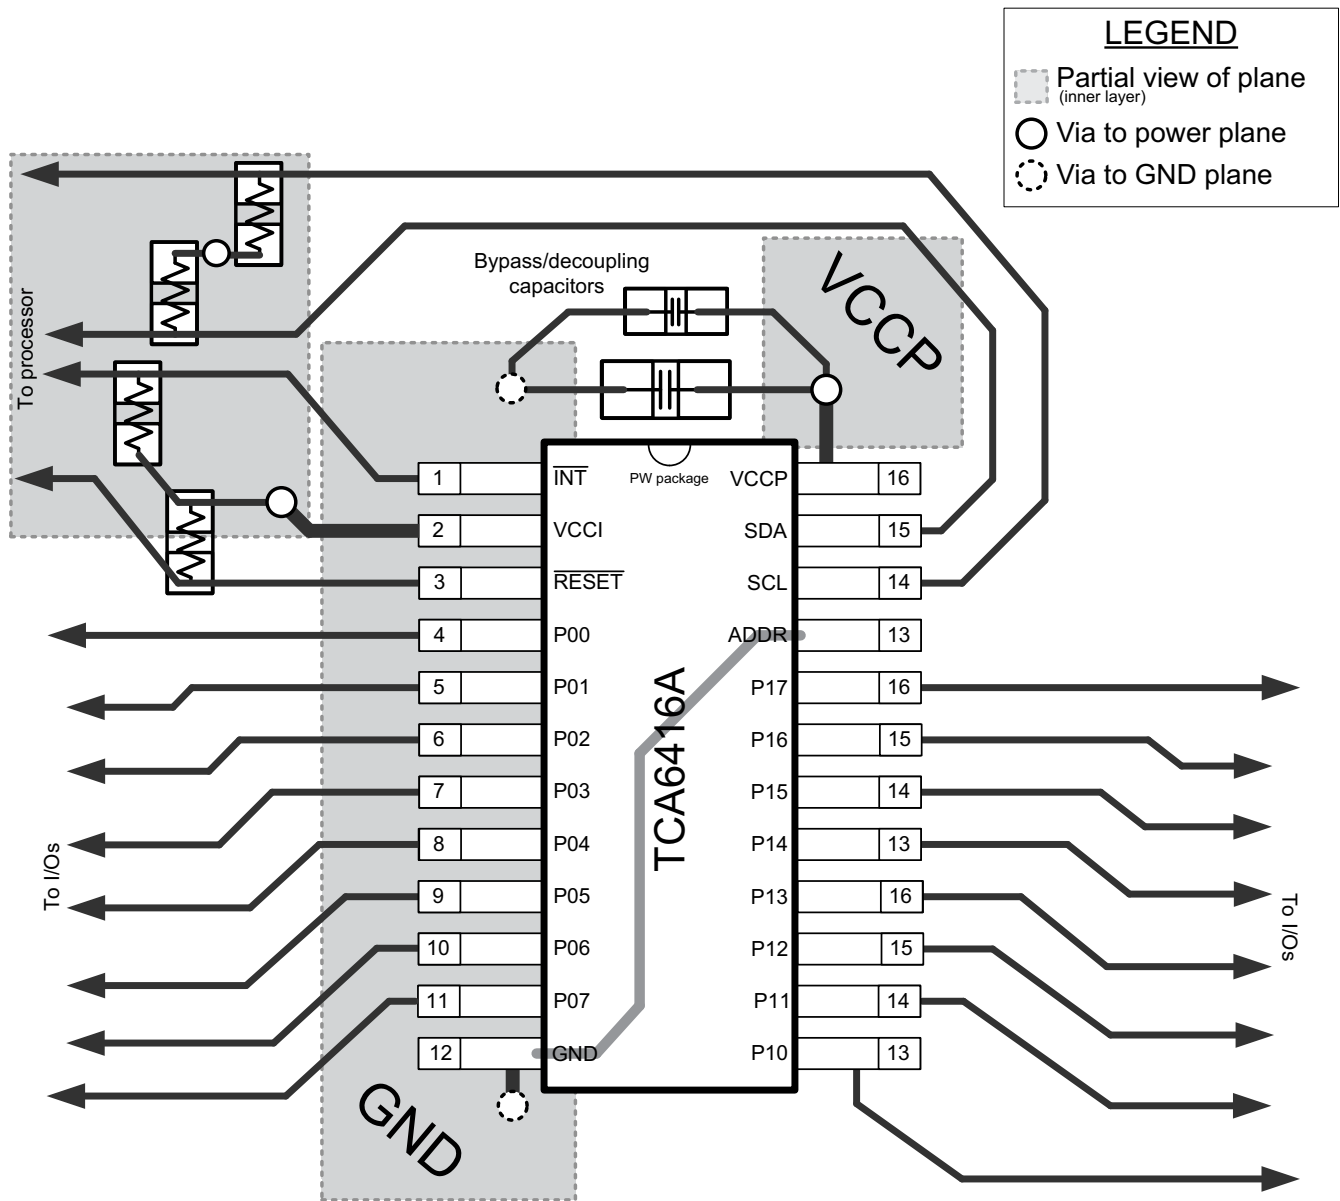 LEGEND
Partial view of plane
(inner layer)
Via to power plane
Via to GND plane
Bypass/decoupling
capacitors
VCCP
To processor
PW package
1 INT VCCP 16
2 VCCI SDA 15
3 RESET SCL 14
4 P00 ADDR 13
5 P01 P17 16
6 P02 P16 15
7 P03 P15 14
8 P04 P14 13
9 P05 P13 16
10 P06 P12 15
11 P07 P11 14
12 GND P10 13
TCA6416A
To I/Os
To I/Os
GND